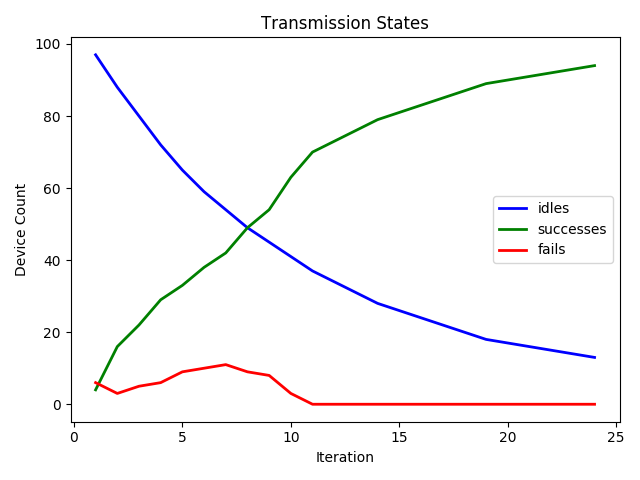 Transmission States
100
80
60
40
20
0
Device Count
idles
successes
fails
0 5 10 15 20 25
Iteration